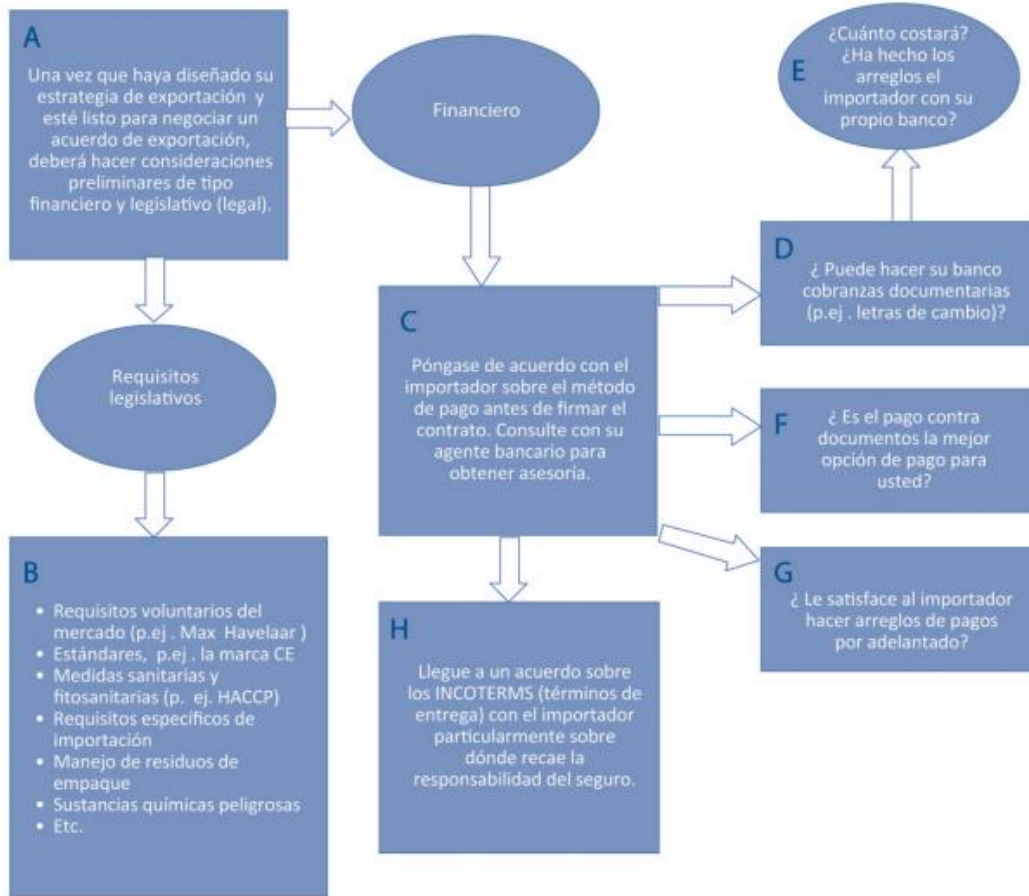 A
Una vez que haya diseñado su
estrategia de exportación y
esté listo para negociar un
acuerdo de exportación,
deberá hacer consideraciones
preliminares de tipo
financiero y legislativo (legal).
Financiero
E
¿Cuánto costará?
¿Ha hecho los
arreglos el
importador con su
propio banco?
Requisitos
legislativos
B
• Requisitos voluntarios del
mercado (p.ej . Max Havelaar )
• Estándares, p.ej . la marca CE
• Medidas sanitarias y
fitosanitarias (p. ej. HACCP)
• Requisitos específicos de
importación
• Manejo de residuos de
empaque
• Sustancias químicas peligrosas
• Etc.
C
Póngase de acuerdo con el
importador sobre el método
de pago antes de firmar el
contrato. Consulte con su
agente bancario para
obtener asesoría.
D
¿ Puede hacer su banco
cobranzas documentarias
(p.ej . letras de cambio)?
F
¿ Es el pago contra
documentos la mejor
opción de pago para
usted?
G
¿ Le satisface al importador
hacer arreglos de pagos
por adelantado?
H
Llegue a un acuerdo sobre
los INCOTERMS (términos de
entrega) con el importador
particularmente sobre
dónde recae la
responsabilidad del seguro.